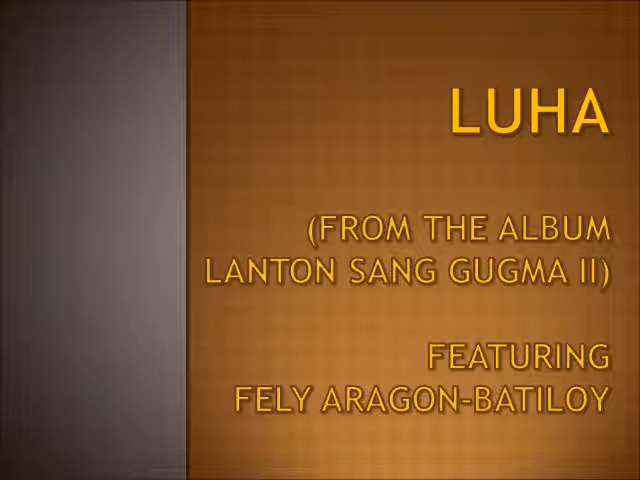 LUHA
(FROM THE ALBUM
LANTON SANG GUGMA II)
FEATURING
FELY ARAGON-BATILOY